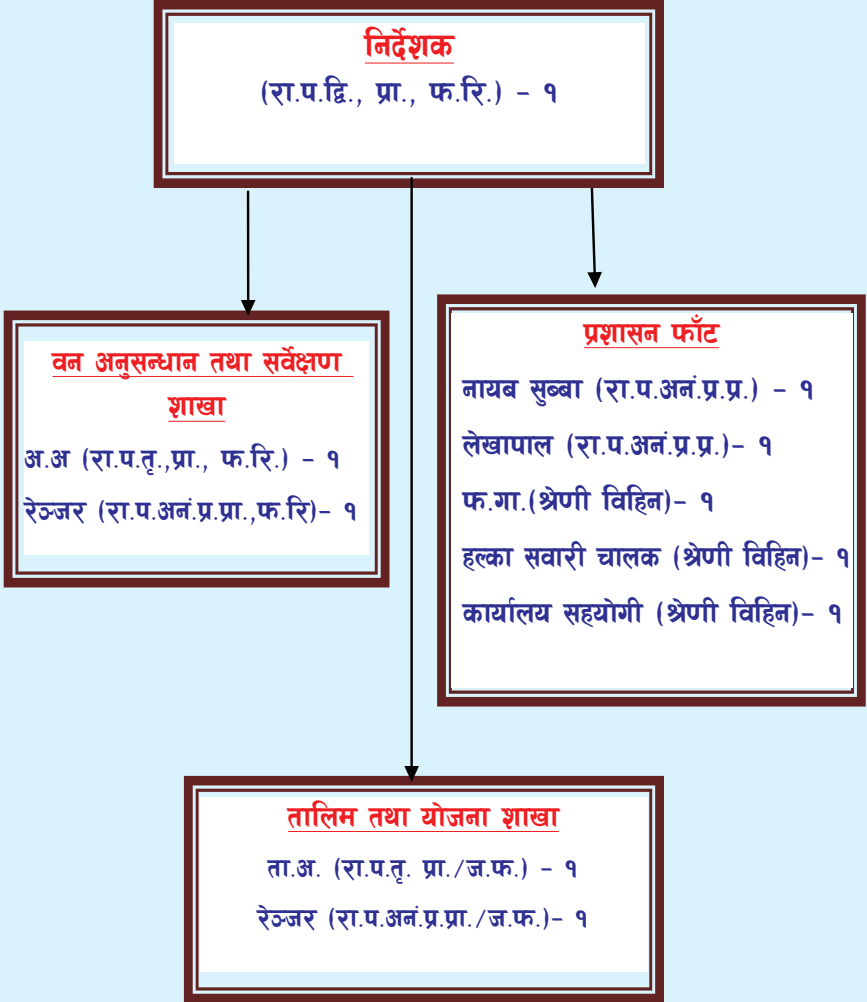 निर्देशक
(रा.प.द्वि., प्रा., फ.रि.) - १
वन अनुसन्धान तथा सर्वेक्षण
शाखा
अ.अ (रा.प.तृ.,प्रा., फ.रि.) - १
रेञ्जर (रा.प.अनं.प्र.प्रा.,फ.रि)- १
प्रशासन फाँट
नायब सुब्बा (रा.प.अनं.प्र.प्र.) - १
लेखापाल (रा.प.अनं.प्र.प्र.)- १
फ.गा.(श्रेणी विहिन)- १
हल्का सवारी चालक (श्रेणी विहिन)- १
कार्यालय सहयोगी (श्रेणी विहिन)- १
तालिम तथा योजना शाखा
ता.अ. (रा.प.तृ. प्रा./ज.फ.) - १
रेञ्जर (रा.प.अनं.प्र.प्रा./ज.फ.)- १